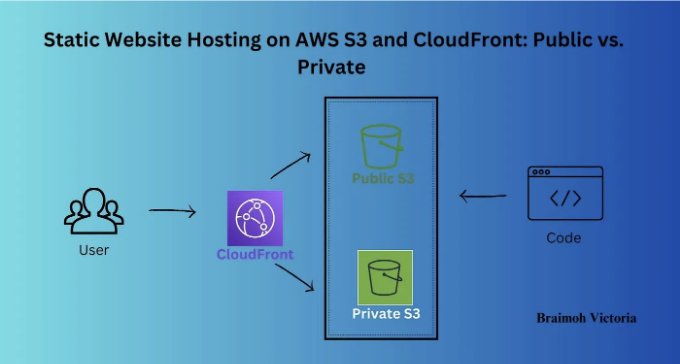 Static Website Hosting on AWS S3 and CloudFront: Public vs.
Private
Public S3
User
CloudFront
</>
Code
Private S3
Braimoh Victoria